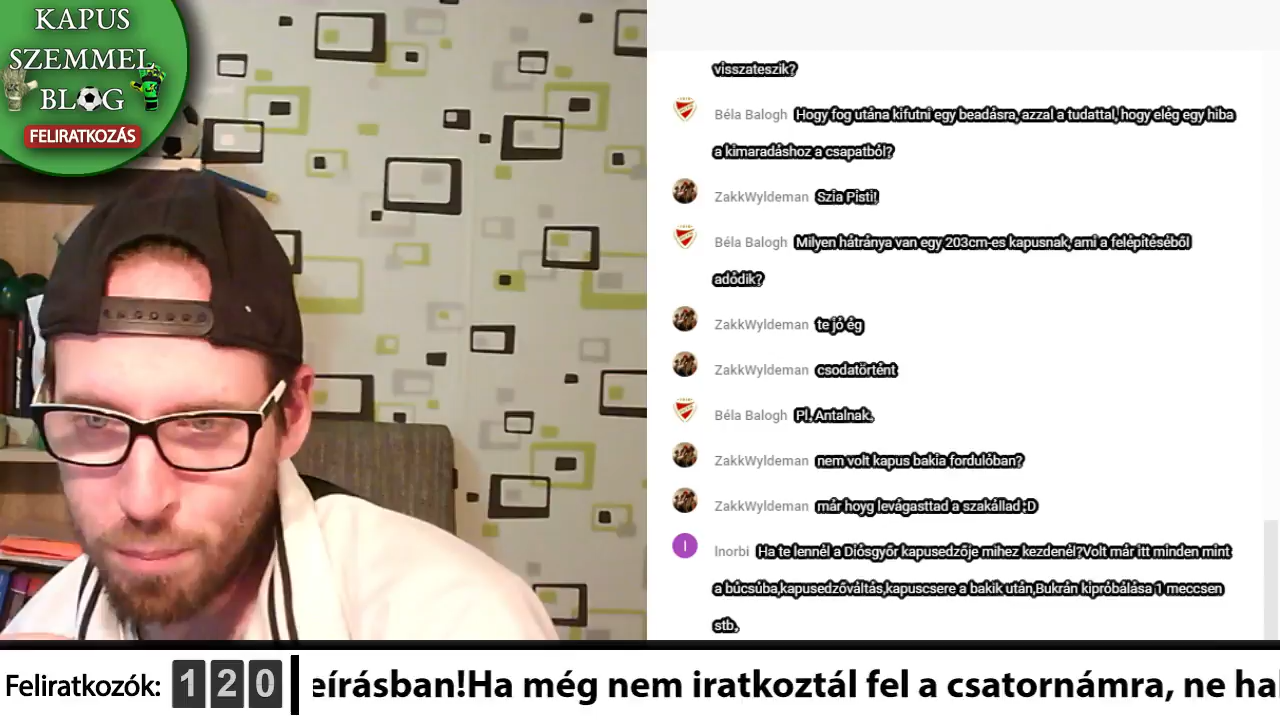 KAPUS
SZEMMEL
BLOG
FELIRATKOZÁS
visszateszik?
Béla Balogh Hogy fog utána kifutni egy beadásra, azzal a tudattal, hogy elég egy hiba
a kimaradáshoz a csapatból?
ZakkWyldeman Szia Pisti!
Béla Balogh Milyen hátránya van egy 203cm-es kapusnak, ami a felépítéséből
adódik?
ZakkWyldeman te jó ég
ZakkWyldeman csodatörtént
Béla Balogh Pl. Antalnak.
ZakkWyldeman nem volt kapus bakia fordulóban?
ZakkWyldeman már hoyg levágasttad a szakállad ;D
I
lnorbi Ha te lennél a Diósgyőr kapusedzője mihez kezdenél?Volt már itt minden mint
a búcsúba,kapusedzőváltás,kapuscsere a bakik után,Bukrán kipróbálása 1 meccsen
stb.
Feliratkozók: 120
eírásban!Ha még nem iratkoztál fel a csatornámra, ne hal